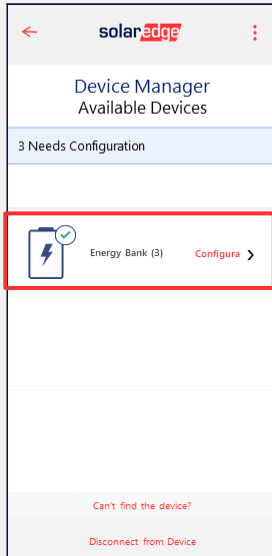 solaredge
Device Manager
Available Devices
3 Needs Configuration
Energy Bank (3)
Configura
Can't find the device?
Disconnect from Device